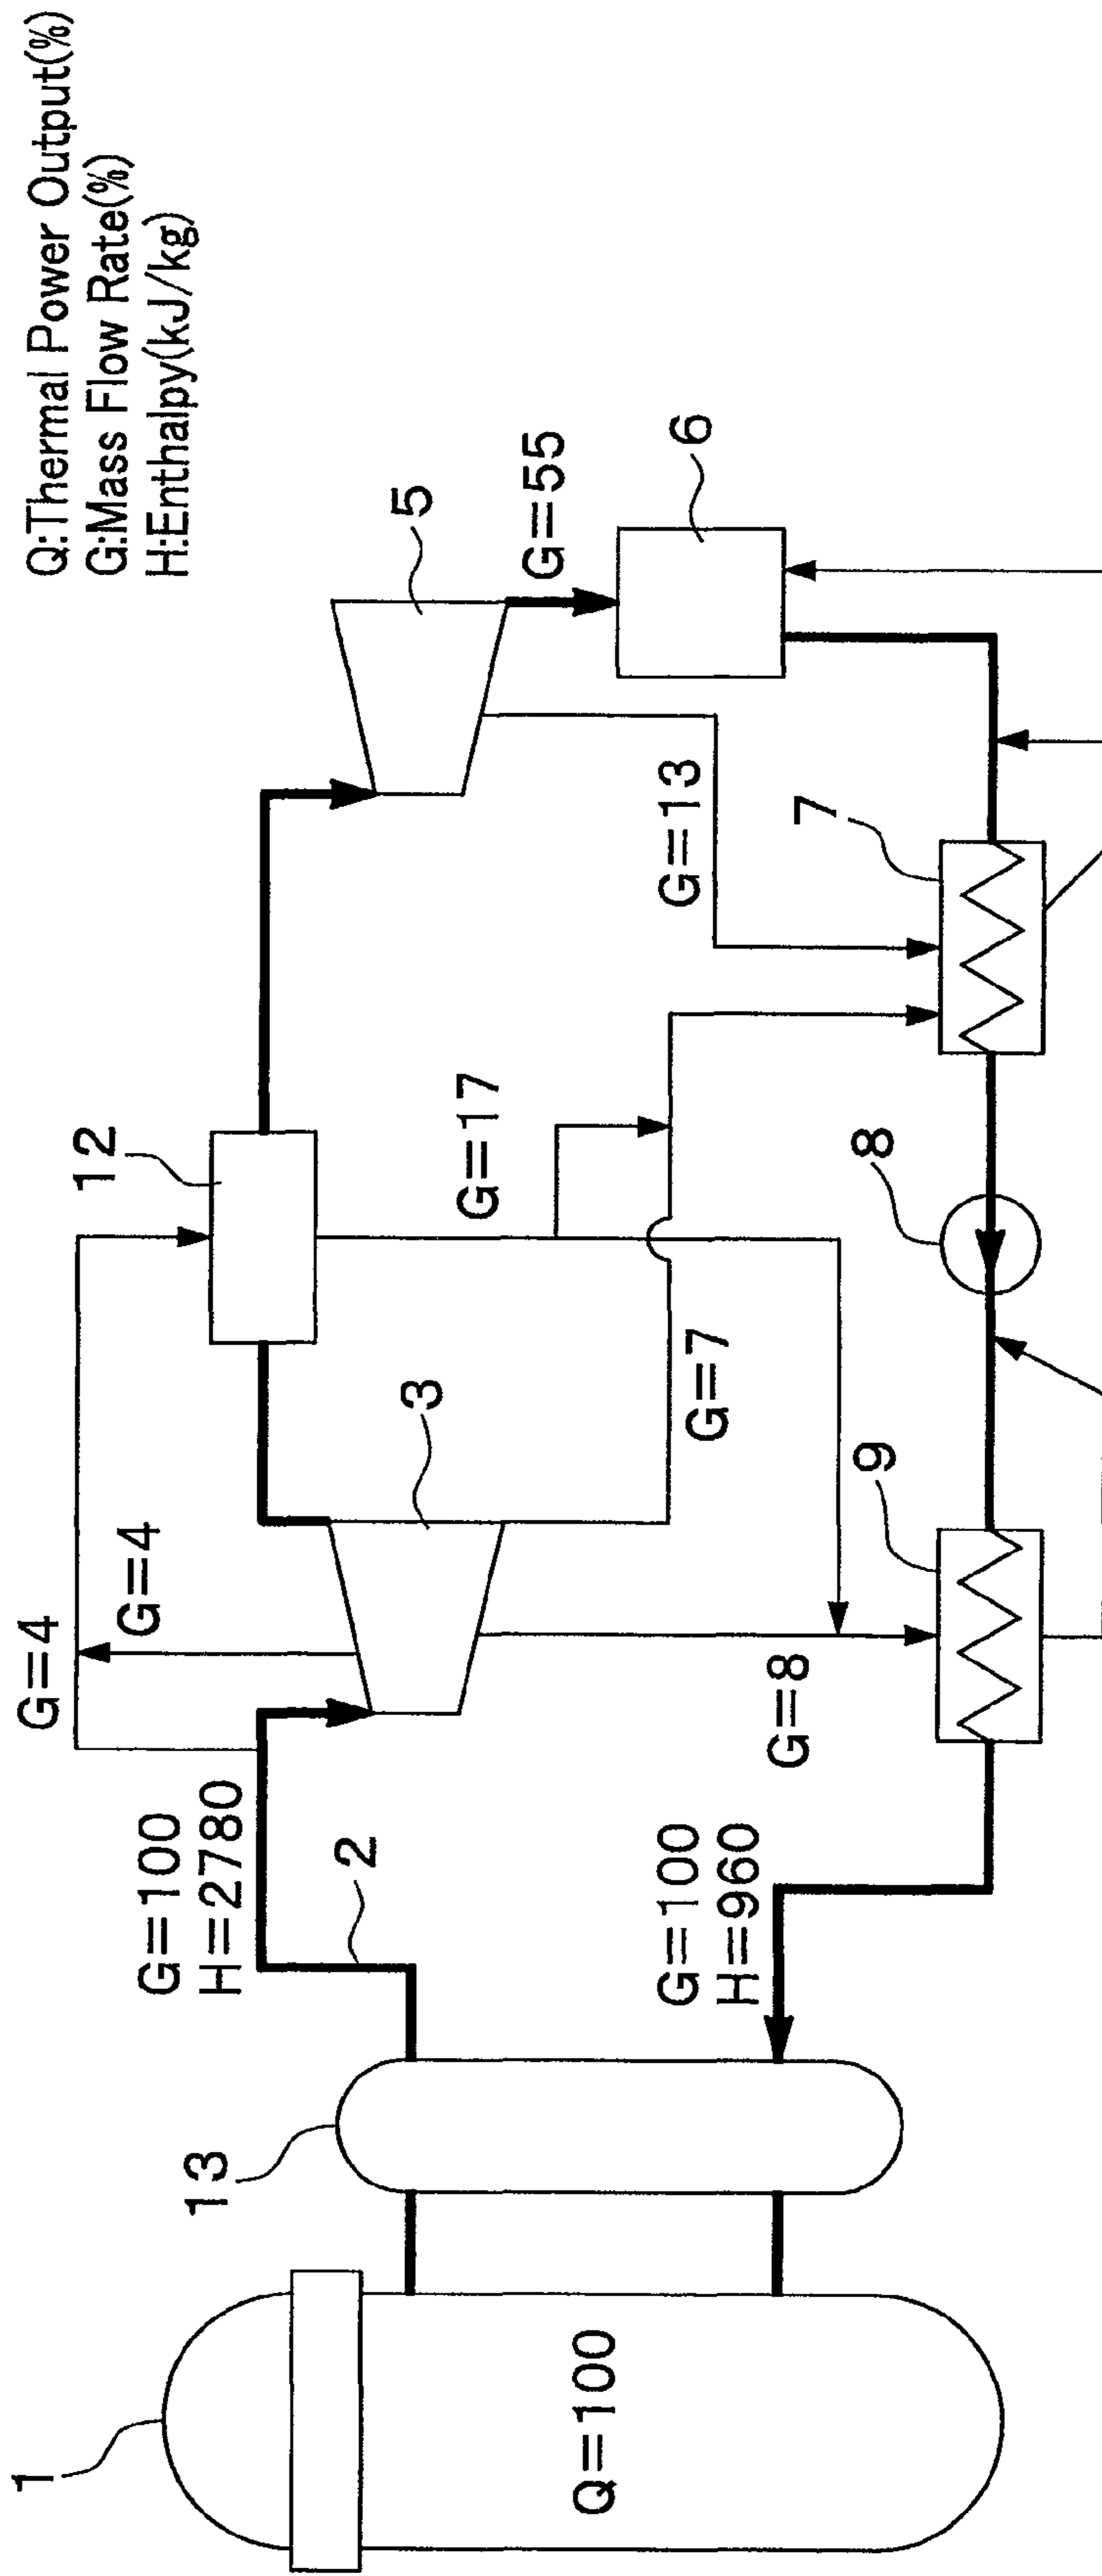 Q:Thermal Power Output(%)
G:Mass Flow Rate(%)
H:Enthalpy(kJ/kg)
1
Q=100
13
G=100
H=2780
2
G=4
G=4
3
12
5
G=55
6
G=17
G=13
G=7
7
G=8
8
9
G=100
H=960